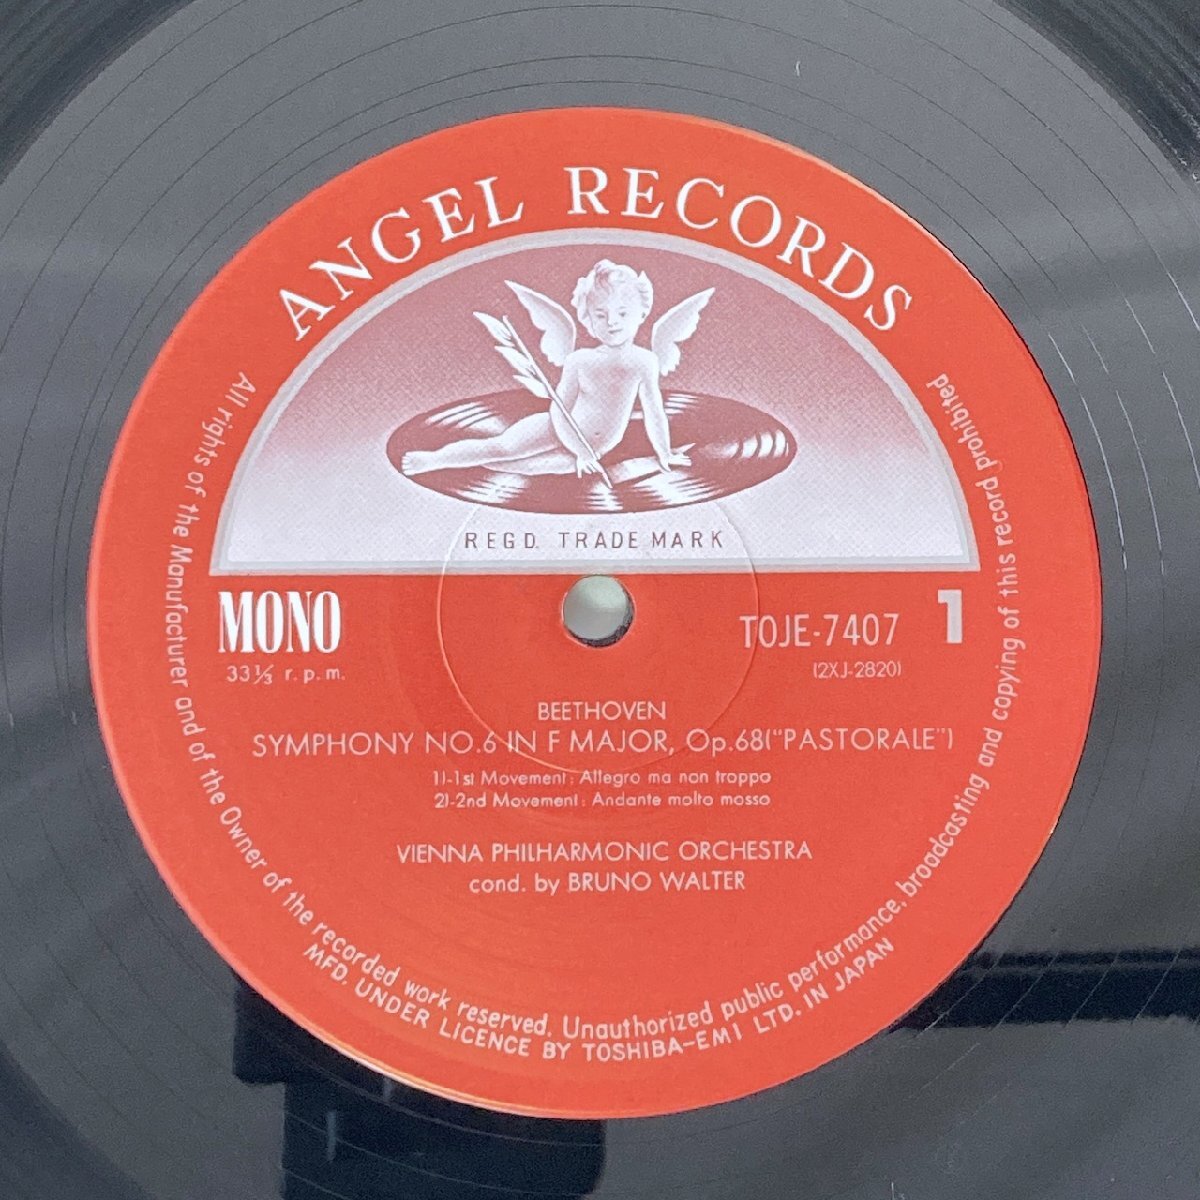 ANGEL RECORDS
REGD. TRADE MARK
MONO
33⅓ r.p.m.
TOJE-7407
1
(2XJ-2820)
BEETHOVEN
SYMPHONY NO.6 IN F MAJOR, Op.68("PASTORALE")
1)-1st Movement: Allegro ma non troppo
2)-2nd Movement: Andante molto mosso
VIENNA PHILHARMONIC ORCHESTRA
cond. by BRUNO WALTER
All rights of the Manufacturer and of the Owner of the recorded work reserved. Unauthorized public performance, broadcasting and copying of this record prohibited
MFD. UNDER LICENCE BY TOSHIBA-EMI LTD. IN JAPAN